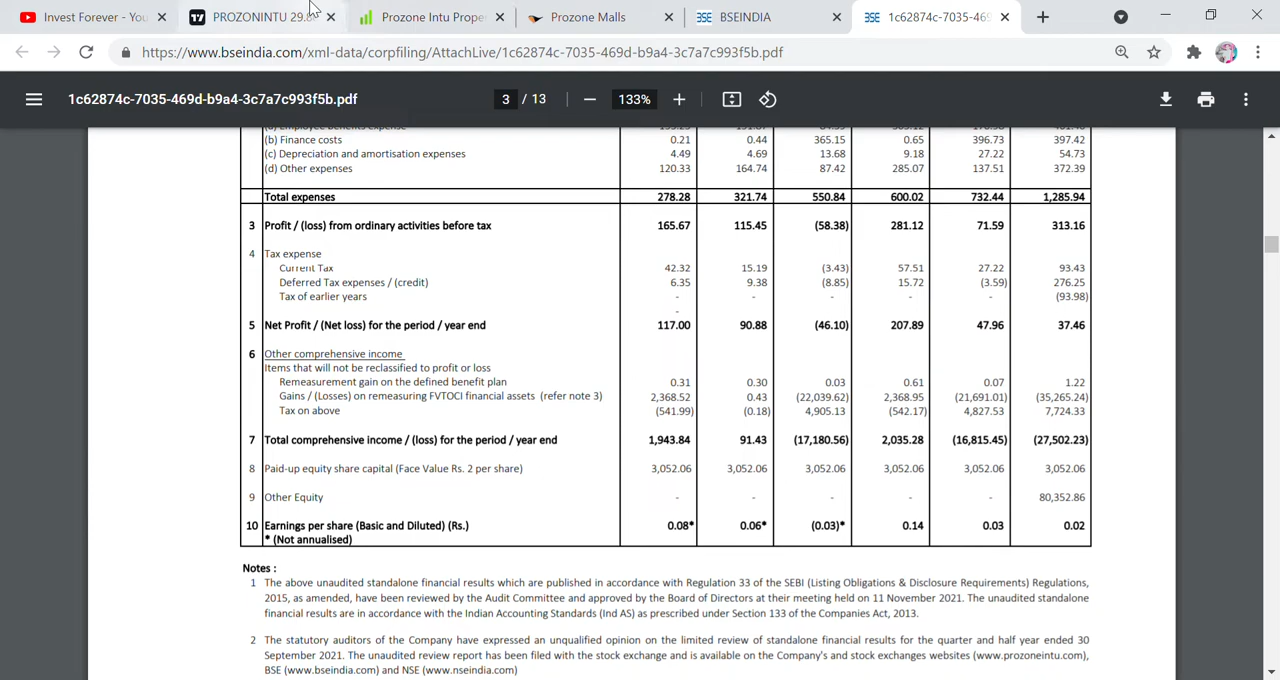 Invest Forever - You
PROZONINTU 29.8
Prozone Intu Prope
Prozone Malls
BSEINDIA
1c62874c-7035-469
https://www.bseindia.com/xml-data/corpfiling/AttachLive/1c62874c-7035-469d-b9a4-3c7a7c993f5b.pdf
1c62874c-7035-469d-b9a4-3c7a7c993f5b.pdf 3 / 13 133%
(b) Finance costs 0.21 0.44 365.15 0.65 396.73 397.42
(c) Depreciation and amortisation expenses 4.49 4.69 13.68 9.18 27.22 54.73
(d) Other expenses 120.33 164.74 87.42 285.07 137.51 372.39
Total expenses 278.28 321.74 550.84 600.02 732.44 1,285.94
3 Profit / (loss) from ordinary activities before tax 165.67 115.45 (58.38) 281.12 71.59 313.16
4 Tax expense
Current Tax 42.32 15.19 (3.43) 57.51 27.22 93.43
Deferred Tax expenses / (credit) 6.35 9.38 (8.85) 15.72 (3.59) 276.25
Tax of earlier years - - - - - (93.98)
-
5 Net Profit / (Net loss) for the period / year end 117.00 90.88 (46.10) 207.89 47.96 37.46
6 Other comprehensive income
Items that will not be reclassified to profit or loss
Remeasurement gain on the defined benefit plan 0.31 0.30 0.03 0.61 0.07 1.22
Gains / (Losses) on remeasuring FVTOCI financial assets (refer note 3) 2,368.52 0.43 (22,039.62) 2,368.95 (21,691.01) (35,265.24)
Tax on above (541.99) (0.18) 4,905.13 (542.17) 4,827.53 7,724.33
7 Total comprehensive income / (loss) for the period / year end 1,943.84 91.43 (17,180.56) 2,035.28 (16,815.45) (27,502.23)
8 Paid-up equity share capital (Face Value Rs. 2 per share) 3,052.06 3,052.06 3,052.06 3,052.06 3,052.06 3,052.06
9 Other Equity - - - - - 80,352.86
10 Earnings per share (Basic and Diluted) (Rs.) 0.08* 0.06* (0.03)* 0.14 0.03 0.02
* (Not annualised)
Notes :
1 The above unaudited standalone financial results which are published in accordance with Regulation 33 of the SEBI (Listing Obligations & Disclosure Requirements) Regulations,
2015, as amended, have been reviewed by the Audit Committee and approved by the Board of Directors at their meeting held on 11 November 2021. The unaudited standalone
financial results are in accordance with the Indian Accounting Standards (Ind AS) as prescribed under Section 133 of the Companies Act, 2013.
2 The statutory auditors of the Company have expressed an unqualified opinion on the limited review of standalone financial results for the quarter and half year ended 30
September 2021. The unaudited review report has been filed with the stock exchange and is available on the Company's and stock exchanges websites (www.prozoneintu.com),
BSE (www.bseindia.com) and NSE (www.nseindia.com)